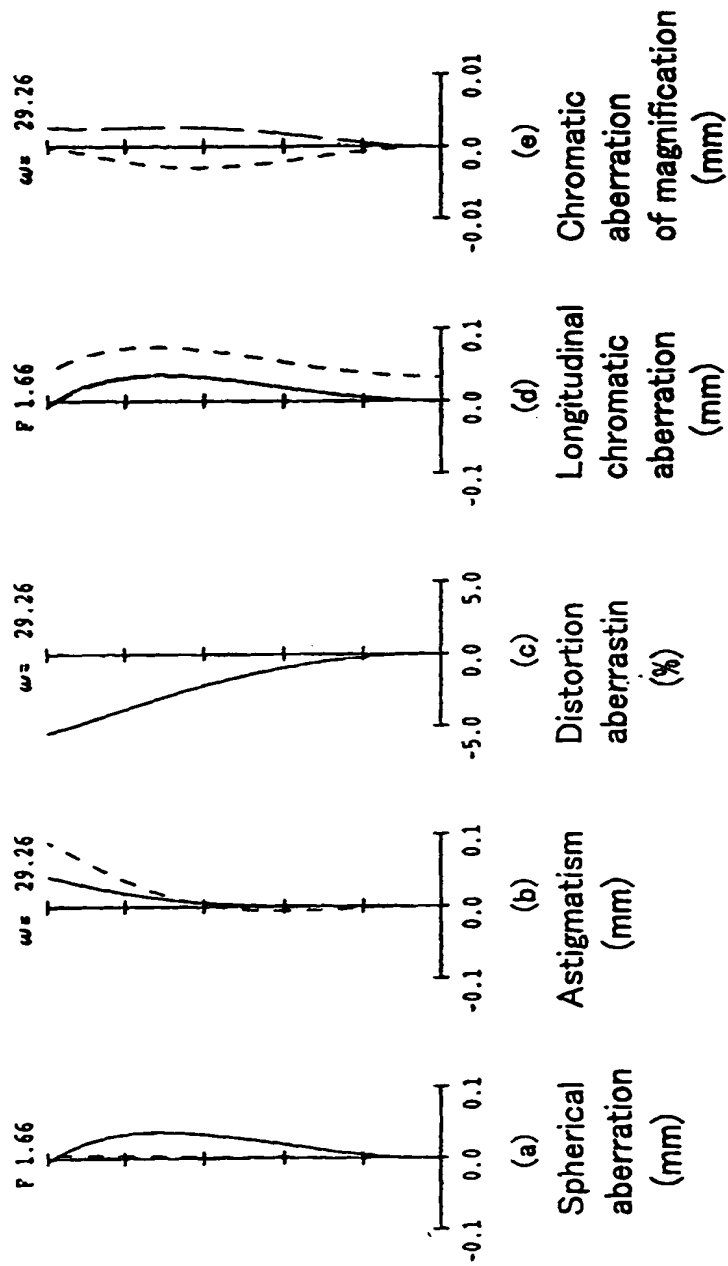 F 1.66
-0.1 0.0 0.1
(a)
Spherical
aberration
(mm)
ω= 29.26
-0.1 0.0 0.1
(b)
Astigmatism
(mm)
ω= 29.26
-5.0 0.0 5.0
(c)
Distortion
aberrastin
(%)
F 1.66
-0.1 0.0 0.1
(d)
Longitudinal
chromatic
aberration
(mm)
ω= 29.26
-0.01 0.0 0.01
(e)
Chromatic
aberration
of magnification
(mm)